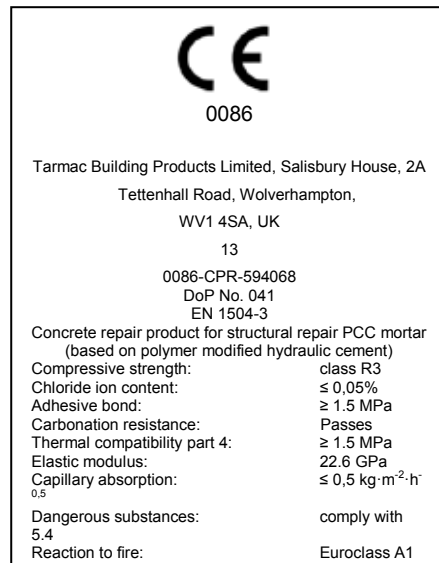 CE
0086
Tarmac Building Products Limited, Salisbury House, 2A
Tettenhall Road, Wolverhampton,
WV1 4SA, UK
13
0086-CPR-594068
DoP No. 041
EN 1504-3
Concrete repair product for structural repair PCC mortar
(based on polymer modified hydraulic cement)
Compressive strength: class R3
Chloride ion content: ≤ 0,05%
Adhesive bond: ≥ 1.5 MPa
Carbonation resistance: Passes
Thermal compatibility part 4: ≥ 1.5 MPa
Elastic modulus: 22.6 GPa
Capillary absorption: ≤ 0,5 kg·m⁻²·h⁻
0,5
Dangerous substances: comply with
5.4
Reaction to fire: Euroclass A1